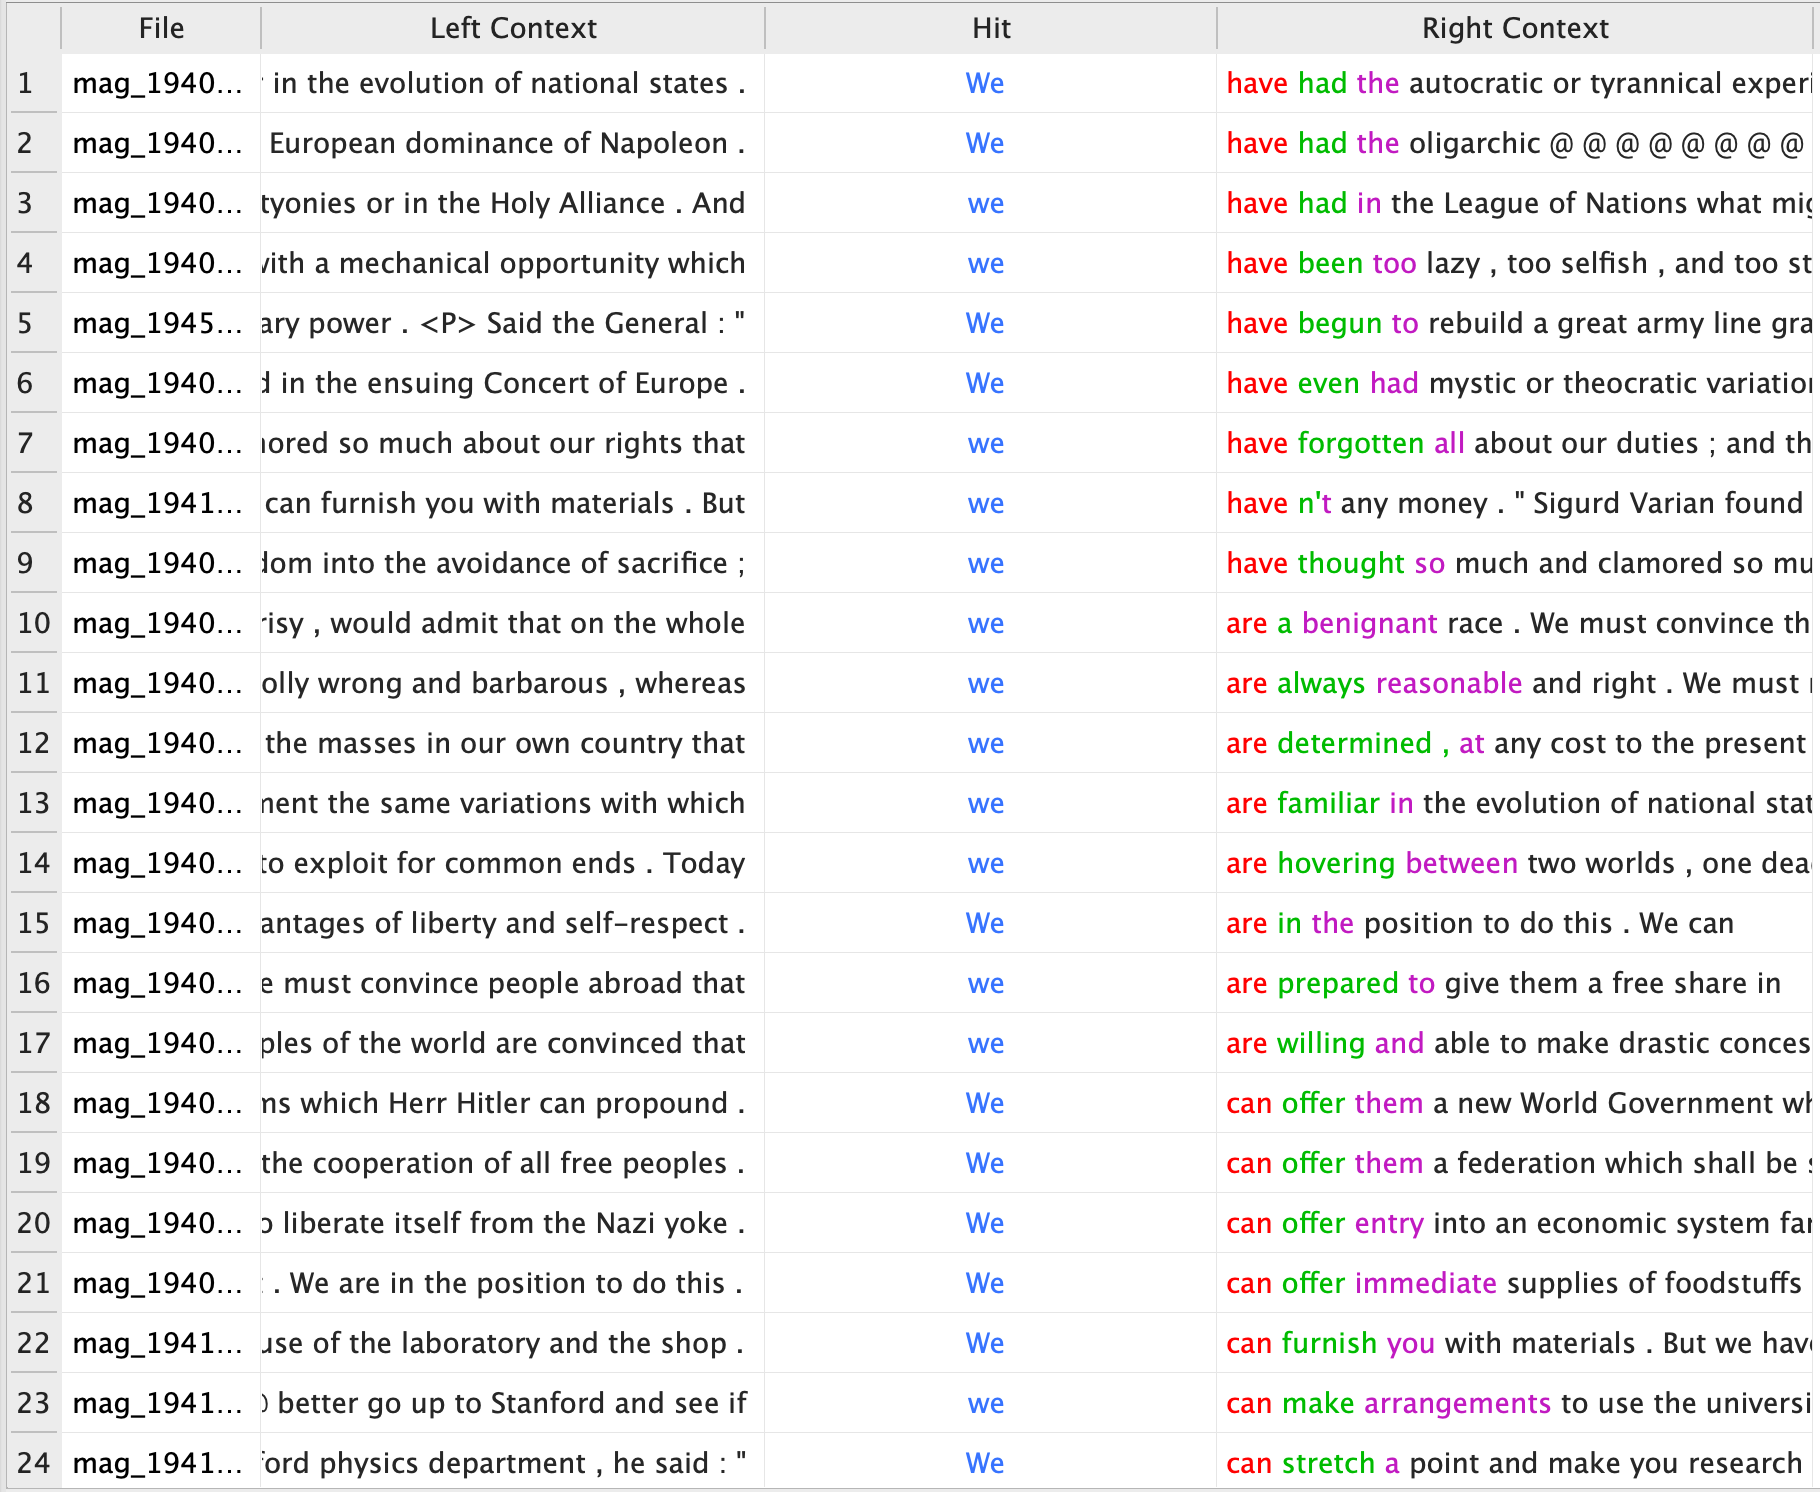 File Left Context Hit Right Context
1 mag_1940... in the evolution of national states . We have had the autocratic or tyrannical experi
2 mag_1940... European dominance of Napoleon . We have had the oligarchic @ @ @ @ @ @ @ @
3 mag_1940... tyonies or in the Holy Alliance . And we have had in the League of Nations what mig
4 mag_1940... with a mechanical opportunity which we have been too lazy , too selfish , and too st
5 mag_1945... ary power . <P> Said the General : " We have begun to rebuild a great army line gra
6 mag_1940... d in the ensuing Concert of Europe . We have even had mystic or theocratic variation
7 mag_1940... nored so much about our rights that we have forgotten all about our duties ; and th
8 mag_1941... can furnish you with materials . But we have n't any money . " Sigurd Varian found
9 mag_1940... dom into the avoidance of sacrifice ; we have thought so much and clamored so mu
10 mag_1940... risy , would admit that on the whole we are a benignant race . We must convince th
11 mag_1940... olly wrong and barbarous , whereas we are always reasonable and right . We must
12 mag_1940... the masses in our own country that we are determined , at any cost to the present
13 mag_1940... ment the same variations with which we are familiar in the evolution of national stat
14 mag_1940... to exploit for common ends . Today we are hovering between two worlds , one dea
15 mag_1940... antages of liberty and self-respect . We are in the position to do this . We can
16 mag_1940... e must convince people abroad that we are prepared to give them a free share in
17 mag_1940... ples of the world are convinced that we are willing and able to make drastic conces
18 mag_1940... ms which Herr Hitler can propound . We can offer them a new World Government wh
19 mag_1940... the cooperation of all free peoples . We can offer them a federation which shall be s
20 mag_1940... o liberate itself from the Nazi yoke . We can offer entry into an economic system far
21 mag_1940... . We are in the position to do this . We can offer immediate supplies of foodstuffs
22 mag_1941... use of the laboratory and the shop . We can furnish you with materials . But we have
23 mag_1941... better go up to Stanford and see if we can make arrangements to use the universi
24 mag_1941... ford physics department , he said : " We can stretch a point and make you research